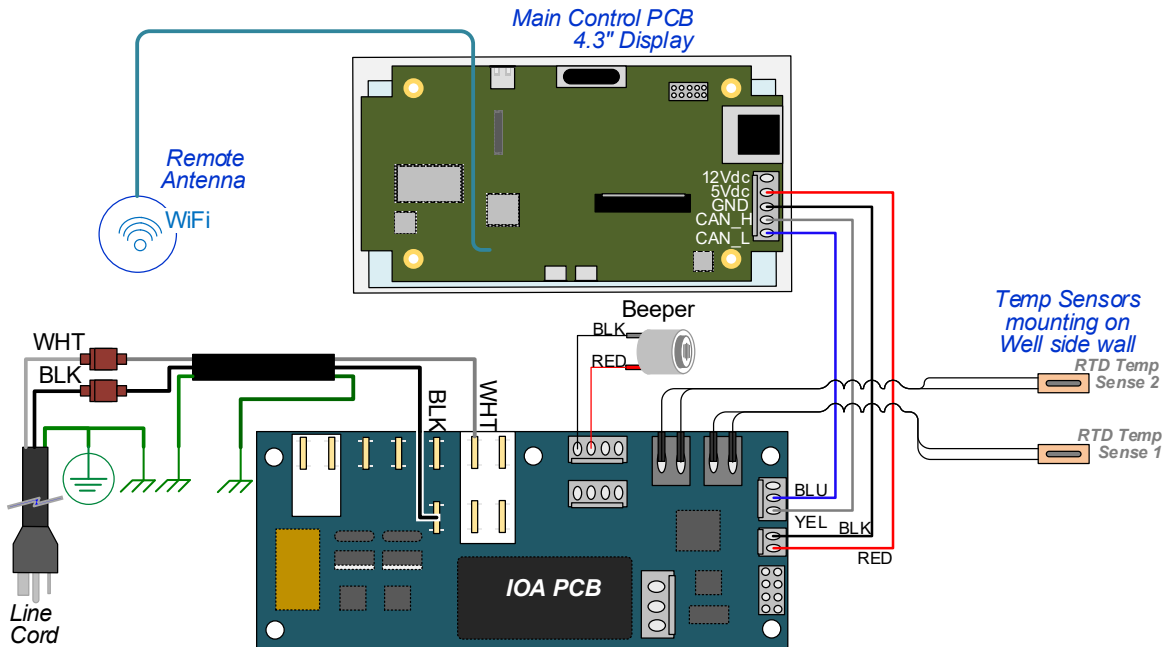 Main Control PCB
4.3" Display
Remote
Antenna
WiFi
12Vdc
5Vdc
GND
CAN_H
CAN_L
Beeper
BLK
RED
Temp Sensors
mounting on
Well side wall
RTD Temp
Sense 2
RTD Temp
Sense 1
WHT
BLK
BLK
WHT
BLU
YEL
BLK
RED
IOA PCB
Line
Cord